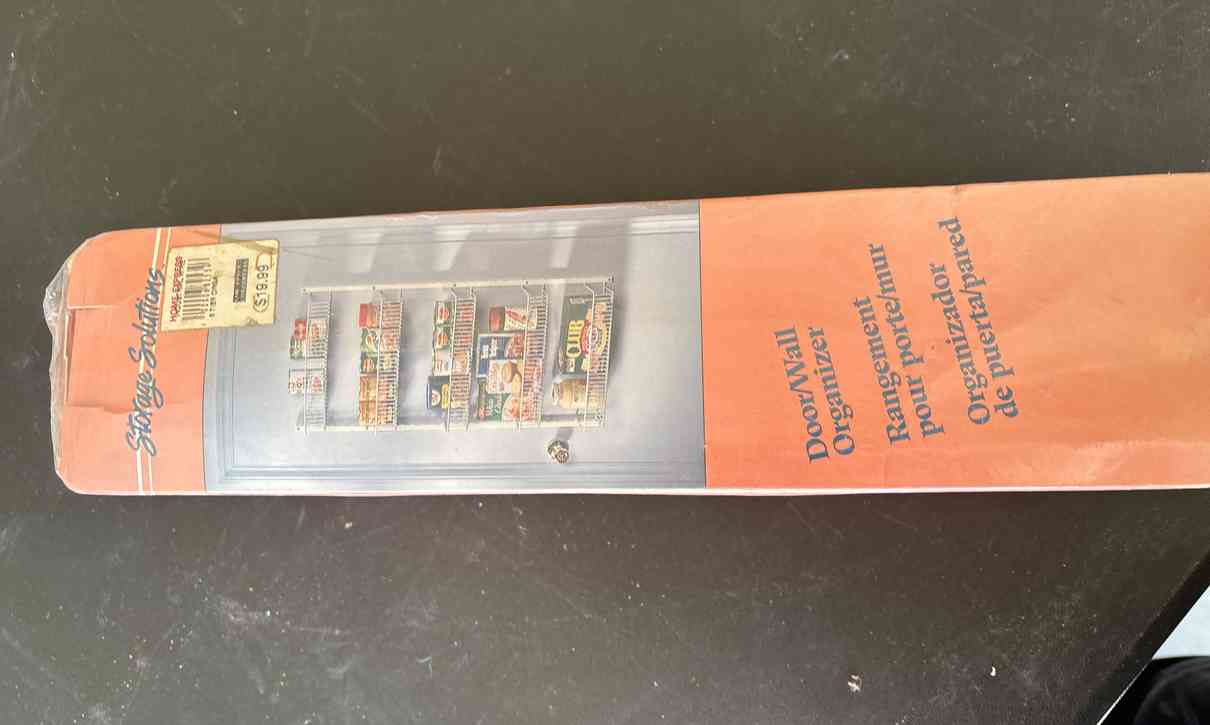 Storage Solutions
HOME EXPRESS
$19.99
Door/Wall
Organizer
Rangement
pour porte/mur
Organizador
de puerta/pared